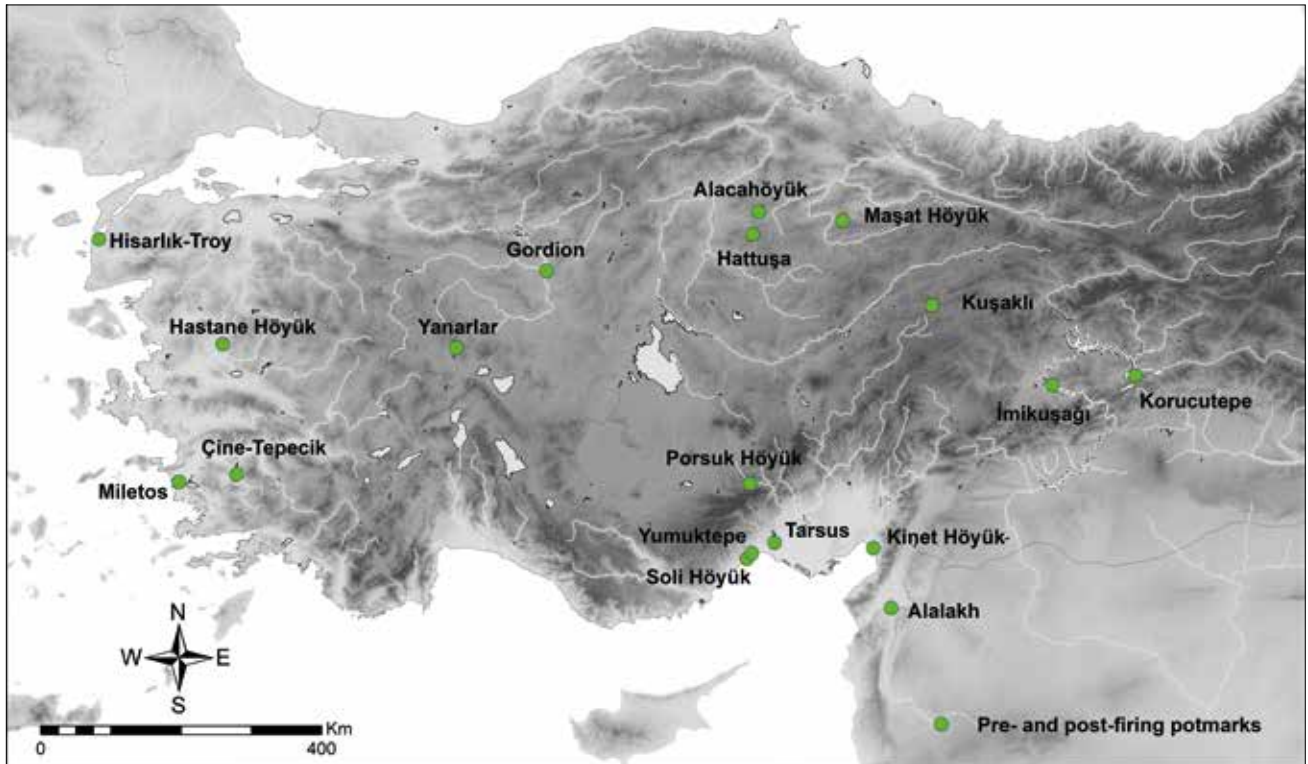 Alacahöyük
Maşat Höyük
Hisarlık-Troy
Hattuşa
Gordion
Kuşaklı
Hastane Höyük
Yanarlar
İmikuşağı
Korucutepe
Çine-Tepecik
Porsuk Höyük
Miletos
Yumuktepe
Tarsus
Kinet Höyük-
Soli Höyük
Alalakh
N
W
E
S
Pre- and post-firing potmarks
Km
0
400